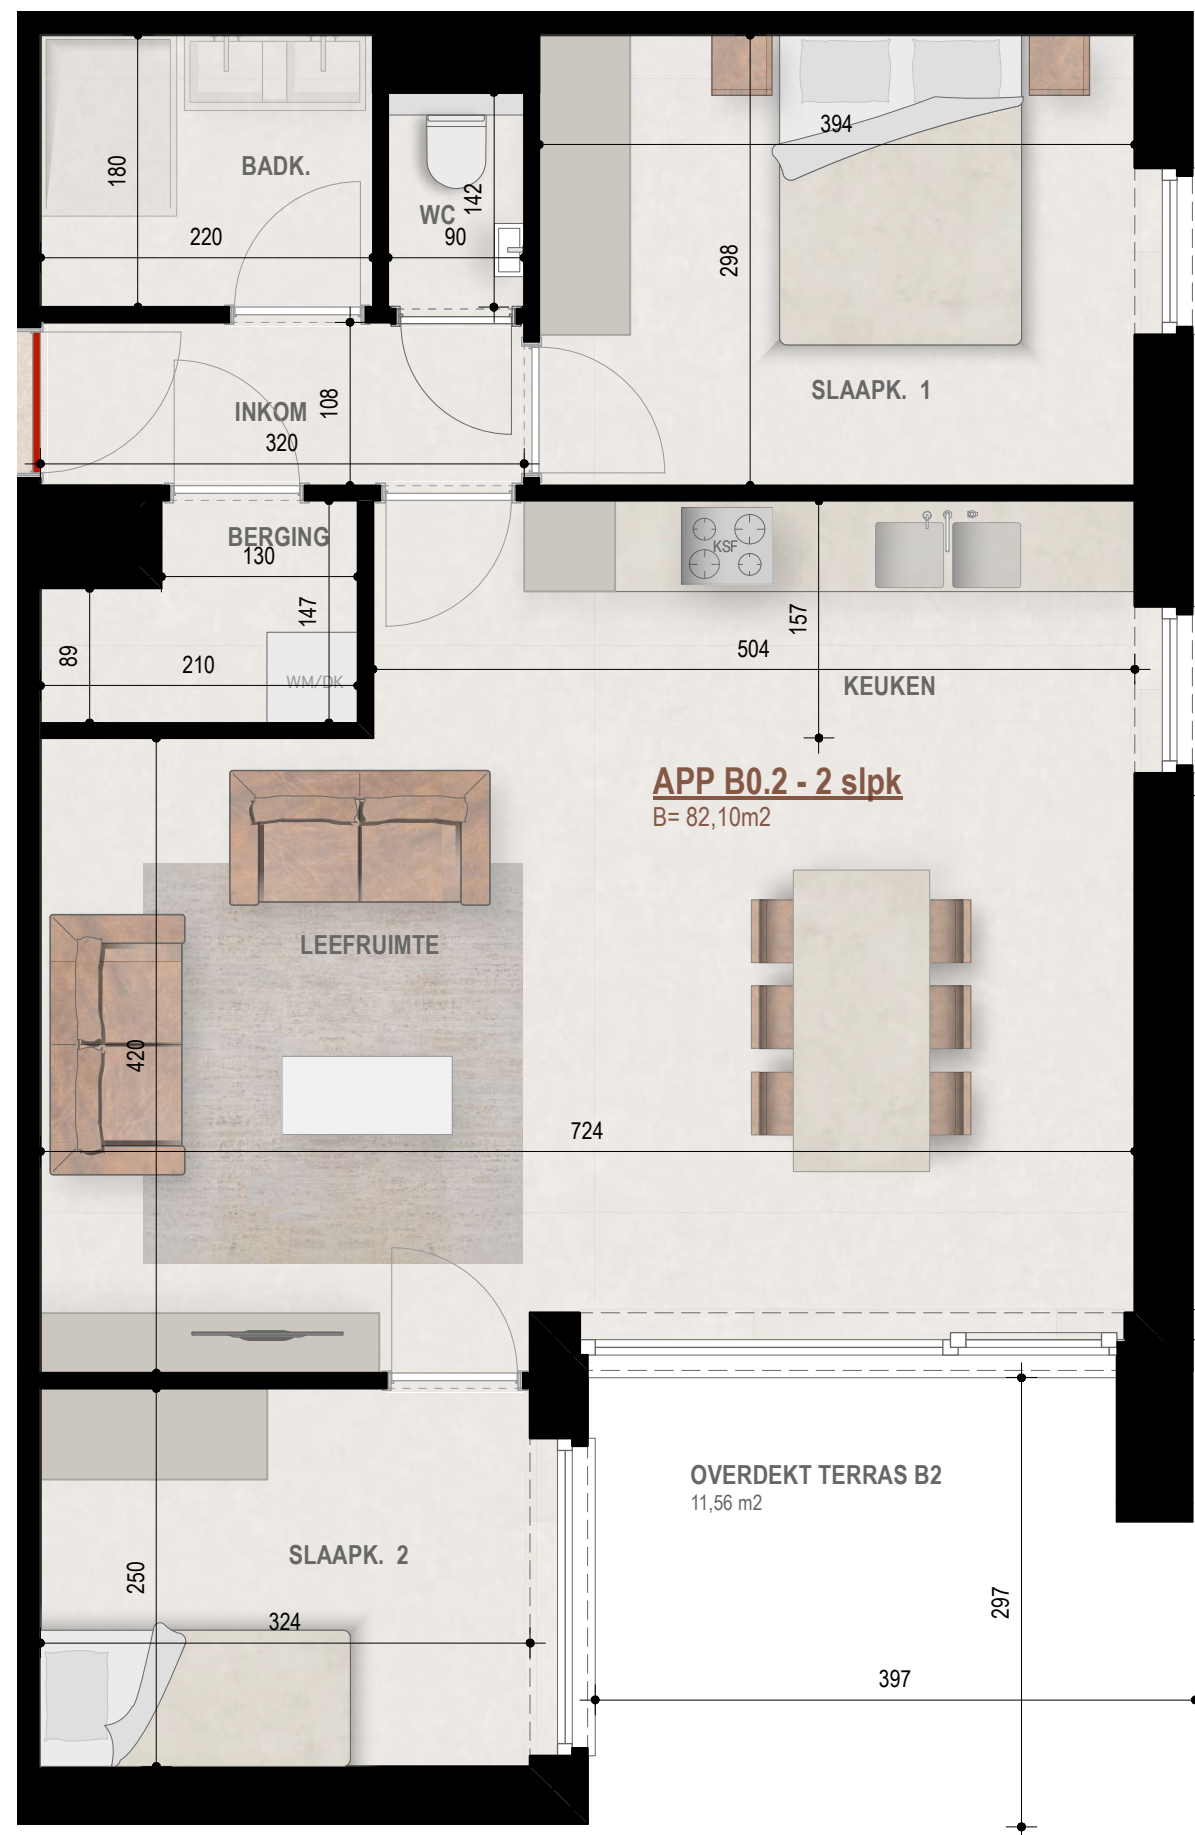 394
180
BADK.
142
WC
220
90
298
SLAAPK. 1
108
INKOM
320
BERGING
130
KSF
147
157
89
210
504
WM/DK
KEUKEN
APP B0.2 - 2 slpk
B= 82,10m2
LEEFRUIMTE
420
724
OVERDEKT TERRAS B2
11,56 m2
SLAAPK. 2
250
297
324
397